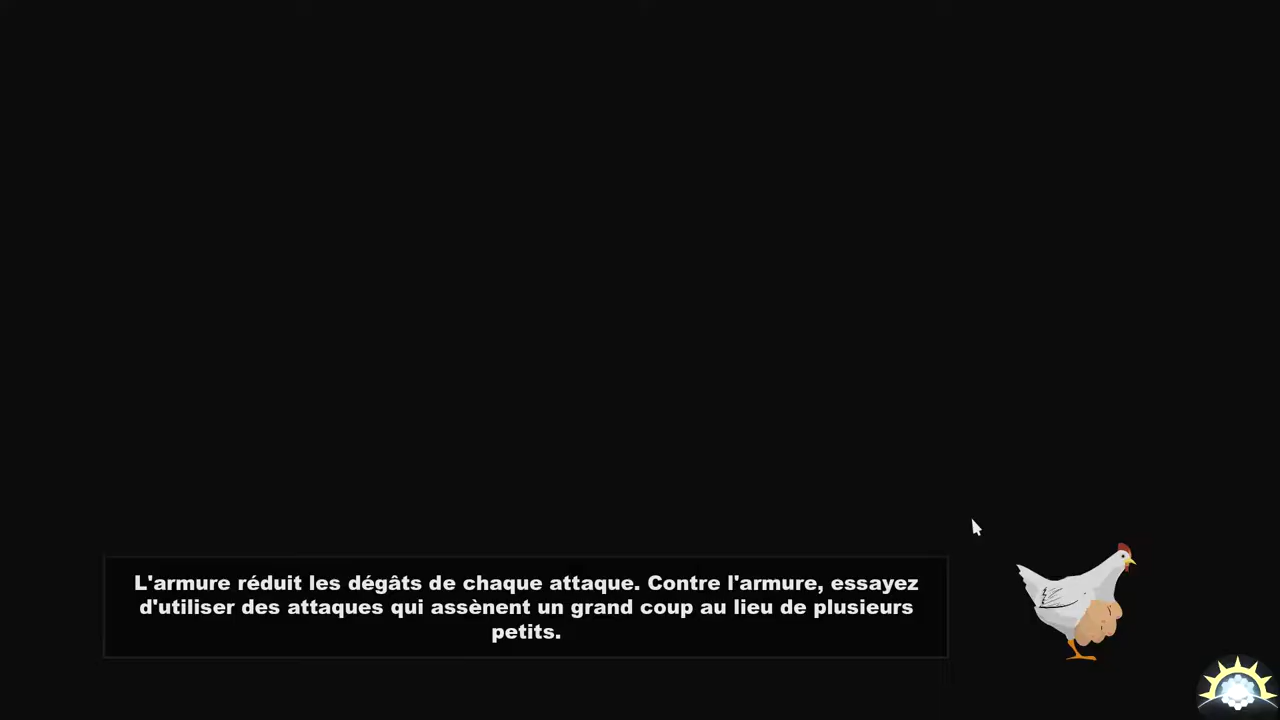 L'armure réduit les dégâts de chaque attaque. Contre l'armure, essayez
d'utiliser des attaques qui assènent un grand coup au lieu de plusieurs
petits.